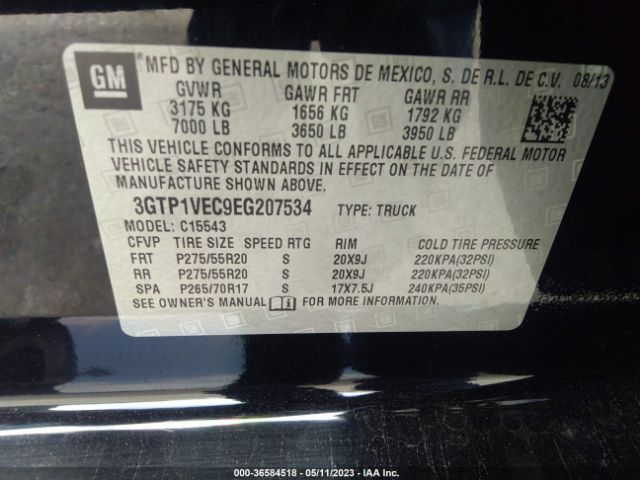 GM
*MFD BY GENERAL MOTORS DE MEXICO, S. DE R.L. DE C.V. 08/13
GVWR GAWR FRT GAWR RR
3175 KG 1656 KG 1792 KG
7000 LB 3650 LB 3950 LB
THIS VEHICLE CONFORMS TO ALL APPLICABLE U.S. FEDERAL MOTOR
VEHICLE SAFETY STANDARDS IN EFFECT ON THE DATE OF
MANUFACTURE SHOWN ABOVE.
3GTP1VEC9EG207534 TYPE: TRUCK
MODEL: C15543
CFVP TIRE SIZE SPEED RTG RIM COLD TIRE PRESSURE
FRT P275/55R20 S 20X9J 220KPA(32PSI)
RR P275/55R20 S 20X9J 220KPA(32PSI)
SPA P265/70R17 S 17X7.5J 240KPA(35PSI)
SEE OWNER'S MANUAL FOR MORE INFORMATION.
000-36584518 - 05/11/2023 - IAA Inc.